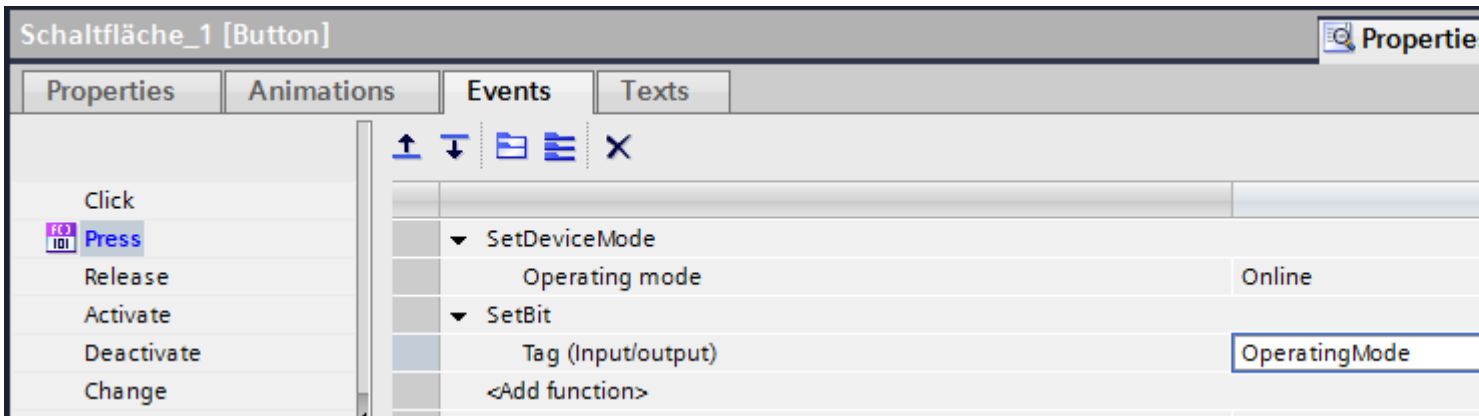 Schaltfläche_1 [Button] Propertie
Properties Animations Events Texts
Click
Press SetDeviceMode
Release Operating mode Online
Activate SetBit
Deactivate Tag (Input/output) OperatingMode
Change <Add function>